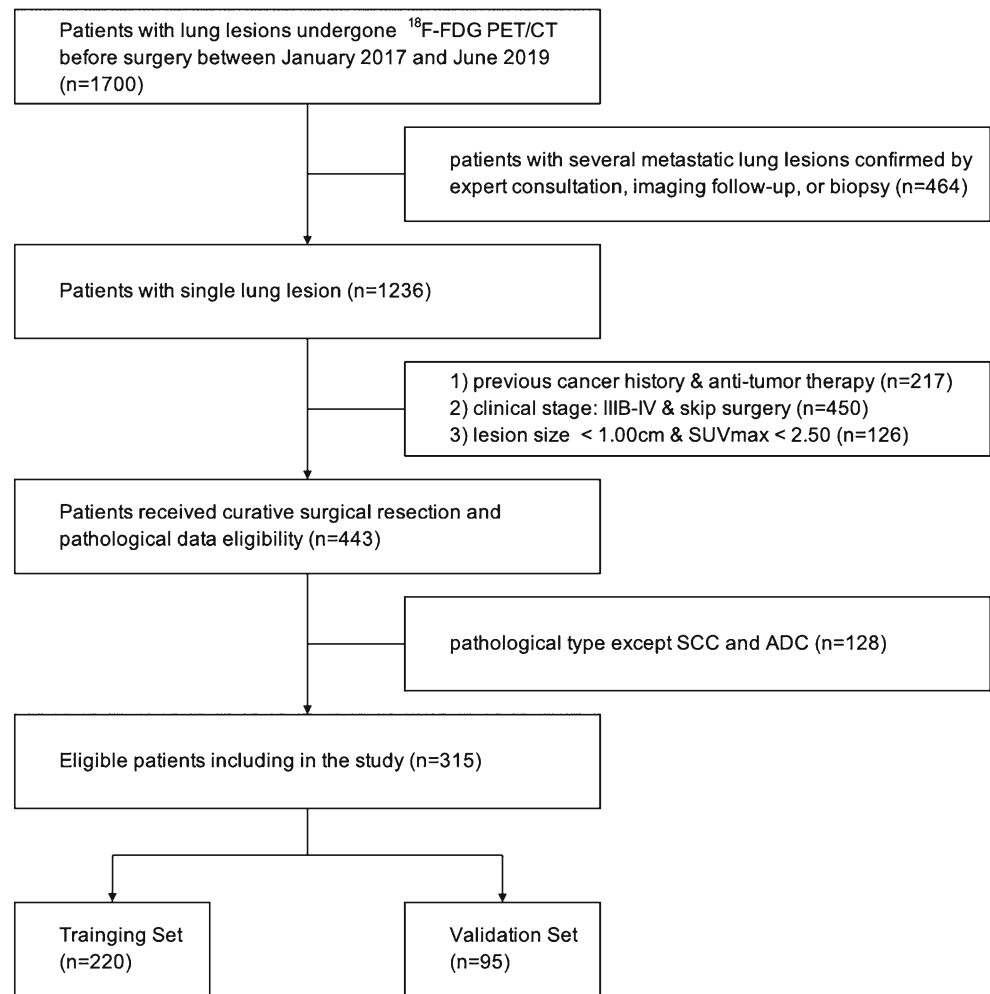 Patients with lung lesions undergone ¹⁸F-FDG PET/CT
before surgery between January 2017 and June 2019
(n=1700)
patients with several metastatic lung lesions confirmed by
expert consultation, imaging follow-up, or biopsy (n=464)
Patients with single lung lesion (n=1236)
1) previous cancer history & anti-tumor therapy (n=217)
2) clinical stage: IIIB-IV & skip surgery (n=450)
3) lesion size < 1.00cm & SUVmax < 2.50 (n=126)
Patients received curative surgical resection and
pathological data eligibility (n=443)
pathological type except SCC and ADC (n=128)
Eligible patients including in the study (n=315)
Trainging Set
(n=220)
Validation Set
(n=95)